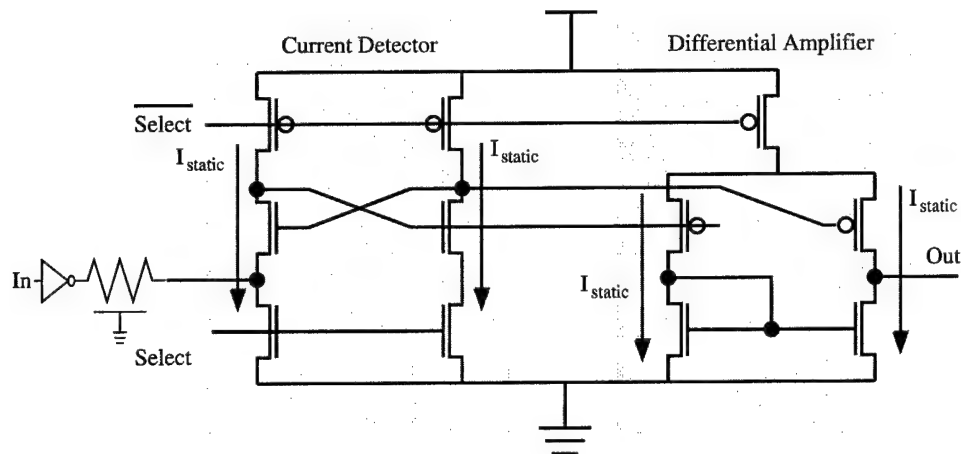 Current Detector
Differential Amplifier
Select
I static
I static
I static
I static
In
Out
Select